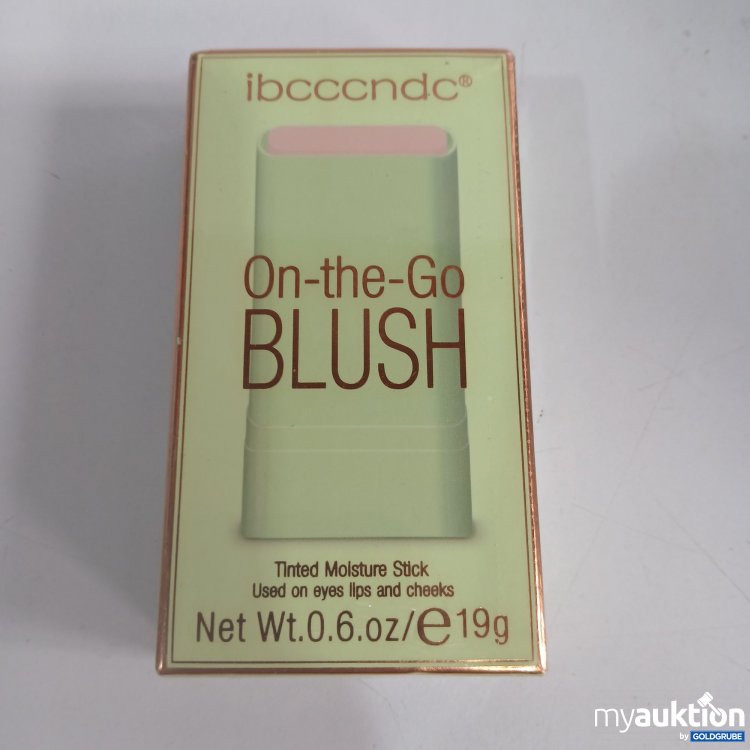 ibcccndc®
On-the-Go
BLUSH
Tinted Moisture Stick
Used on eyes lips and cheeks
Net Wt.0.6.oz/℮19g
myauktion
by GOLDGRUBE